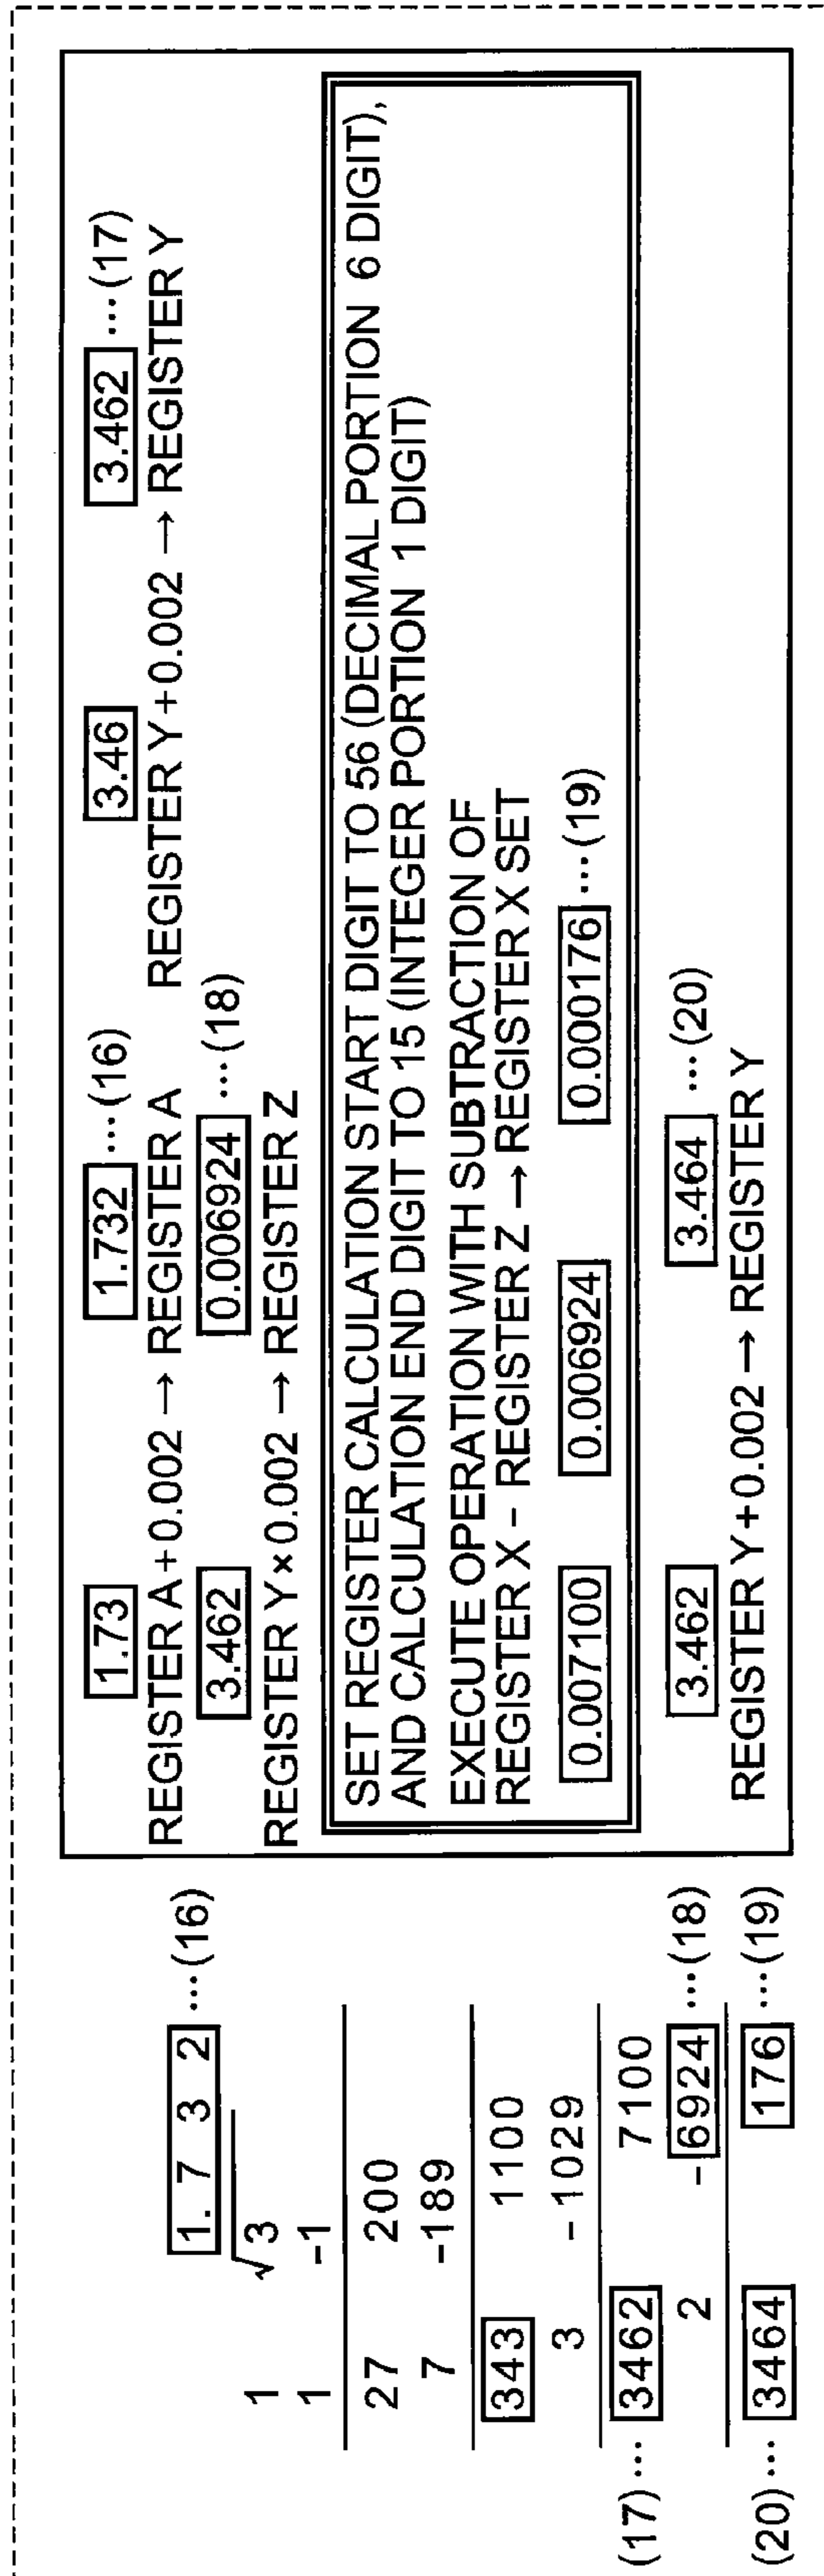 1. 7 3 2 ...(16)
1 √3
1 -1
27 200
7 -189
343 1100
3 -1029
(17)... 3462 7100
2 -6924 ...(18)
(20)... 3464 176 ...(19)
1.73 1.732 ...(16) 3.46 3.462 ...(17)
REGISTER A+0.002 → REGISTER A REGISTER Y+0.002 → REGISTER Y
3.462 0.006924 ...(18)
REGISTER Y×0.002 → REGISTER Z
SET REGISTER CALCULATION START DIGIT TO 56 (DECIMAL PORTION 6 DIGIT),
AND CALCULATION END DIGIT TO 15 (INTEGER PORTION 1 DIGIT)
EXECUTE OPERATION WITH SUBTRACTION OF
REGISTER X − REGISTER Z → REGISTER X SET
0.007100 0.006924 0.000176 ...(19)
3.462 3.464 ...(20)
REGISTER Y+0.002 → REGISTER Y